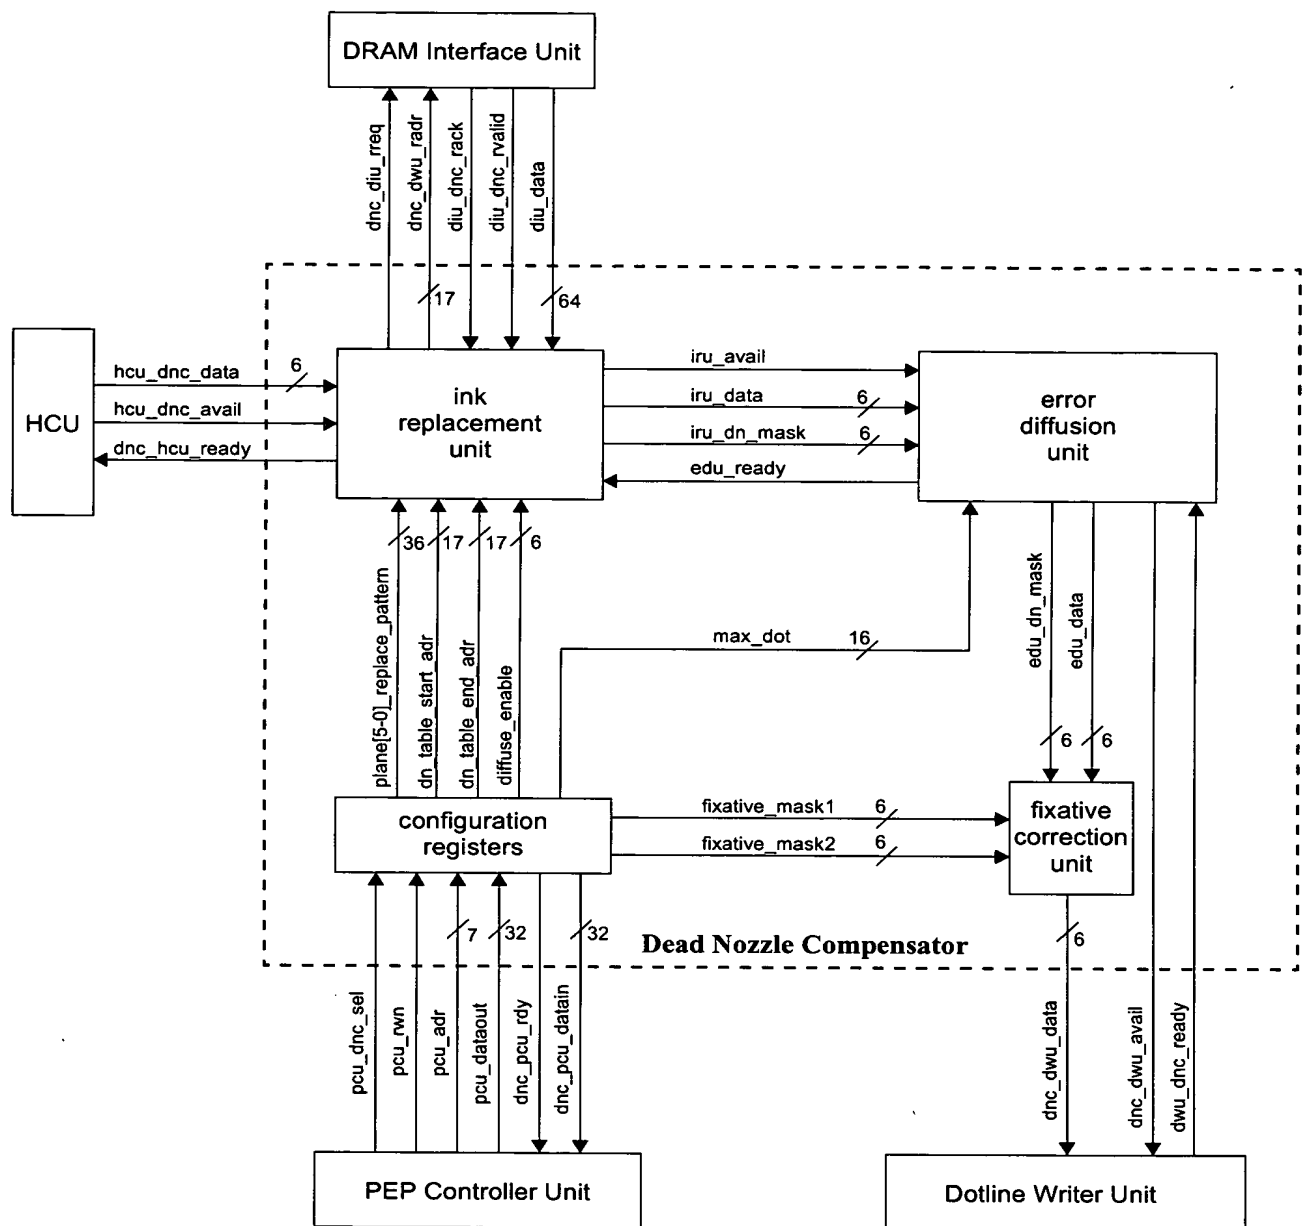 DRAM Interface Unit
dnc_diu_rreq
dnc_dwu_radr
diu_dnc_rack
diu_dnc_rvalid
diu_data
17
64
HCU
hcu_dnc_data
6
hcu_dnc_avail
dnc_hcu_ready
ink
replacement
unit
iru_avail
iru_data
6
iru_dn_mask
6
edu_ready
error
diffusion
unit
36
17
17
6
plane[5-0]_replace_pattern
dn_table_start_adr
dn_table_end_adr
diffuse_enable
max_dot
16
edu_dn_mask
edu_data
6
6
configuration
registers
fixative_mask1
6
fixative_mask2
6
fixative
correction
unit
7
32
32
Dead Nozzle Compensator
6
pcu_dnc_sel
pcu_rwn
pcu_adr
pcu_dataout
dnc_pcu_rdy
dnc_pcu_datain
dnc_dwu_data
dnc_dwu_avail
dwu_dnc_ready
PEP Controller Unit
Dotline Writer Unit